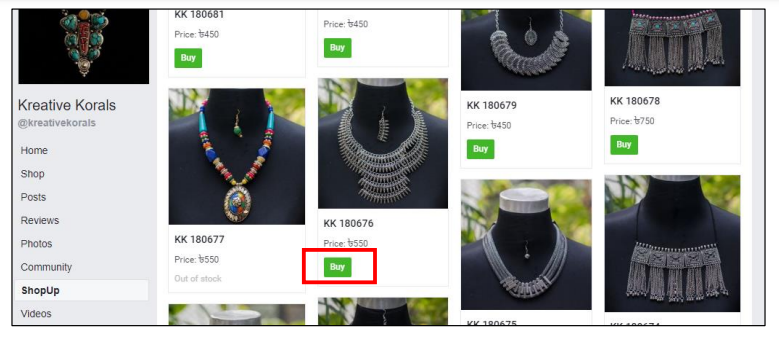 Kreative Korals
@kreativekorals
Home
Shop
Posts
Reviews
Photos
Community
ShopUp
Videos
KK 180681
Price: ৳450
Buy
KK 180677
Price: ৳550
Out of stock
Price: ৳450
Buy
KK 180676
Price: ৳550
Buy
KK 180679
Price: ৳450
Buy
KK 180675
KK 180678
Price: ৳750
Buy
KK 180674